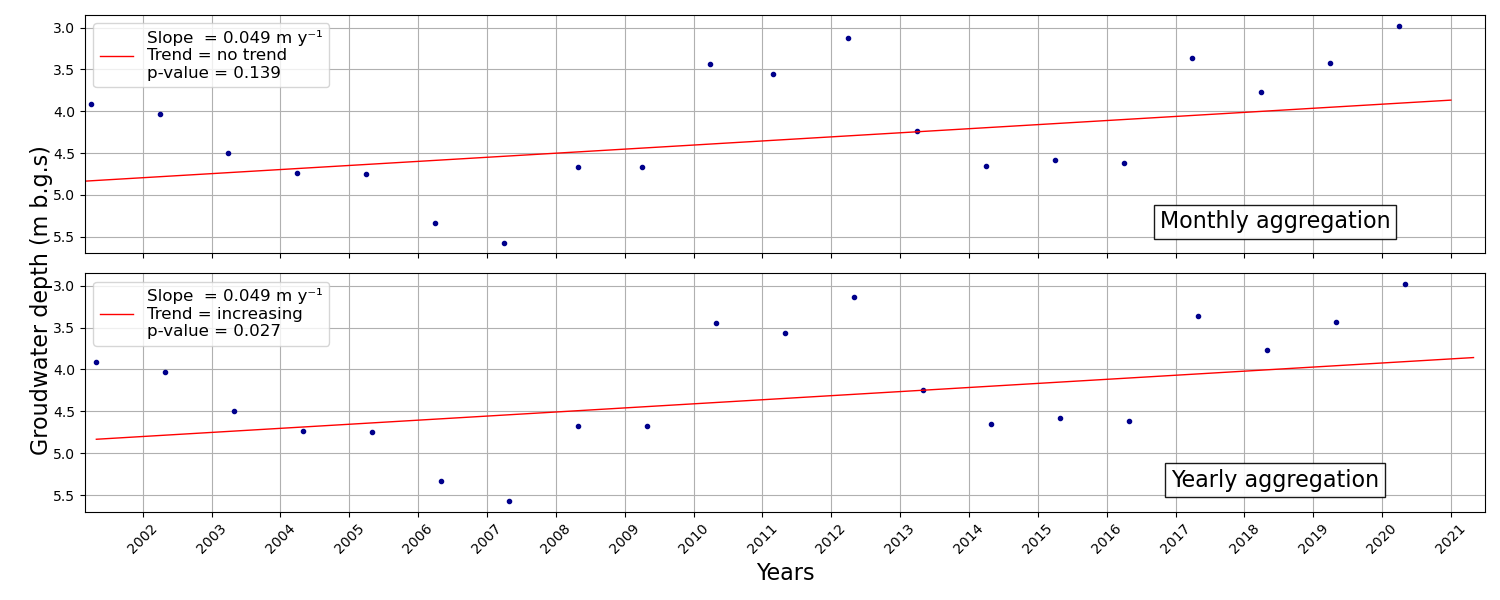 Groudwater depth (m b.g.s)
3.0
3.5
4.0
4.5
5.0
5.5
Slope  = 0.049 m y⁻¹
Trend = no trend
p-value = 0.139
Monthly aggregation
3.0
3.5
4.0
4.5
5.0
5.5
Slope  = 0.049 m y⁻¹
Trend = increasing
p-value = 0.027
Yearly aggregation
2002 2003 2004 2005 2006 2007 2008 2009 2010 2011 2012 2013 2014 2015 2016 2017 2018 2019 2020 2021
Years